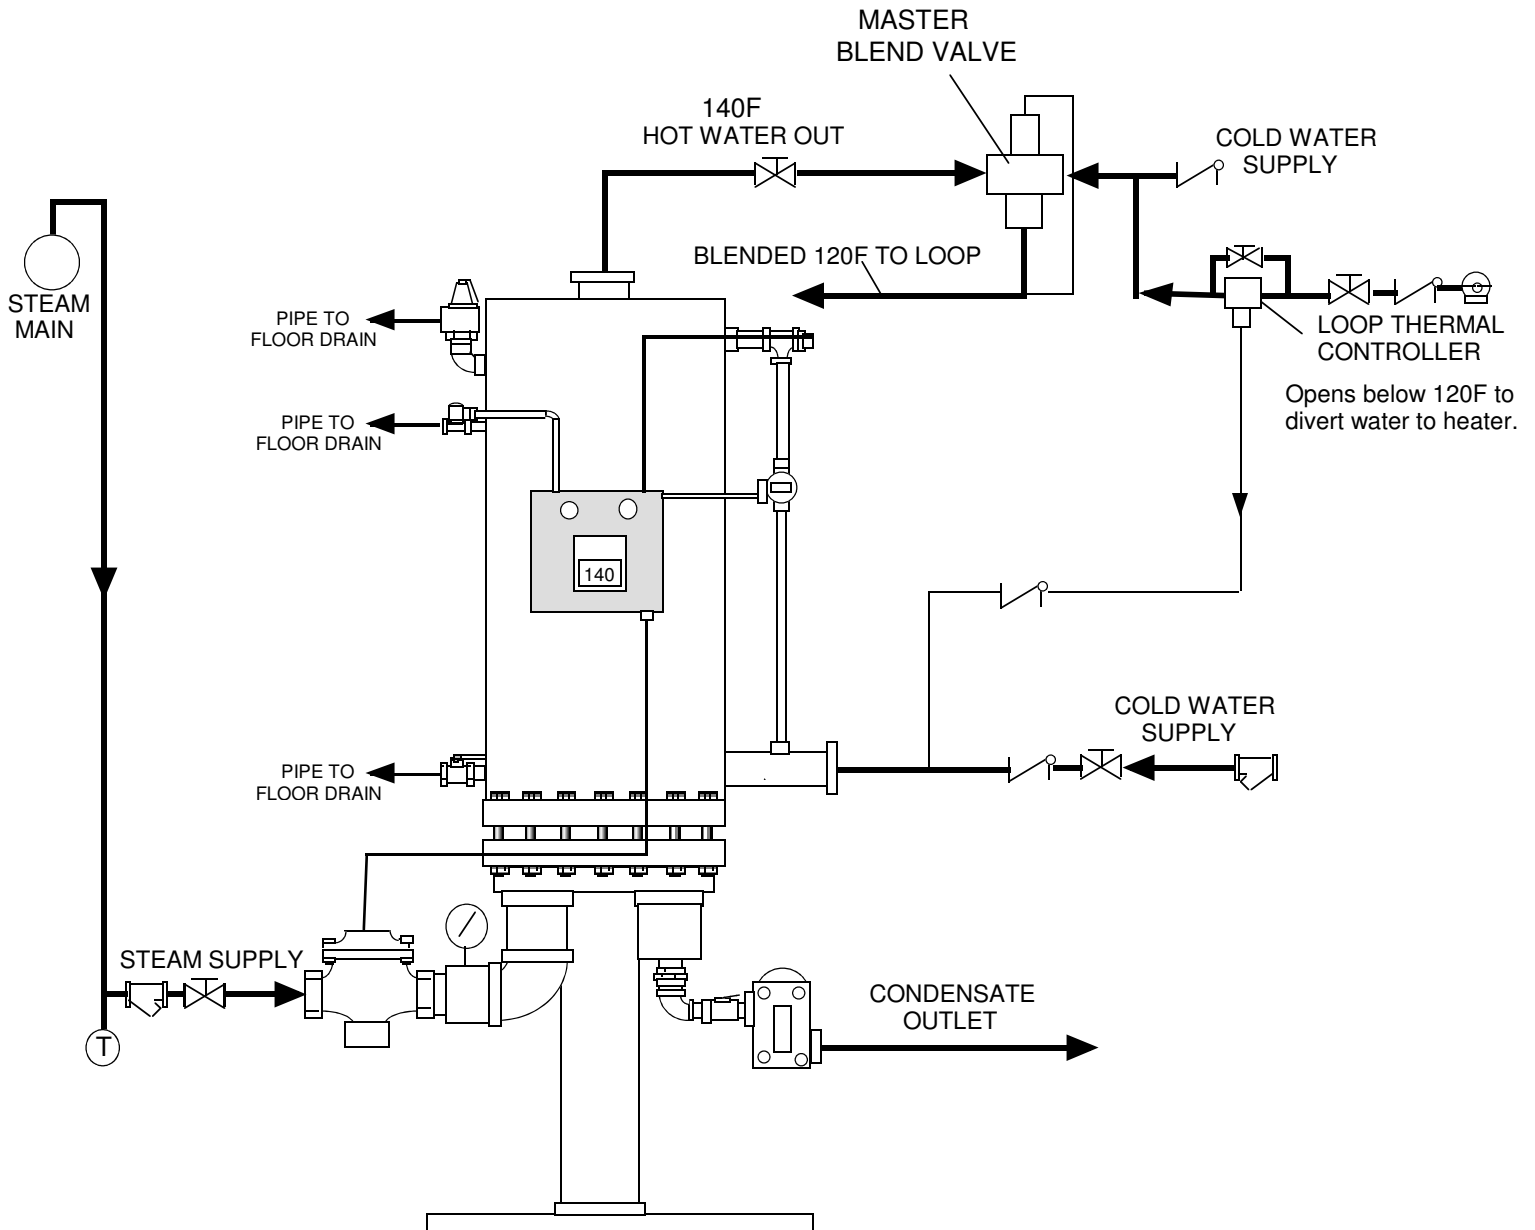 MASTER
BLEND VALVE
140F
HOT WATER OUT
COLD WATER
SUPPLY
BLENDED 120F TO LOOP
STEAM
MAIN
PIPE TO
FLOOR DRAIN
LOOP THERMAL
CONTROLLER
Opens below 120F to
divert water to heater.
PIPE TO
FLOOR DRAIN
140
COLD WATER
SUPPLY
PIPE TO
FLOOR DRAIN
STEAM SUPPLY
CONDENSATE
OUTLET
T